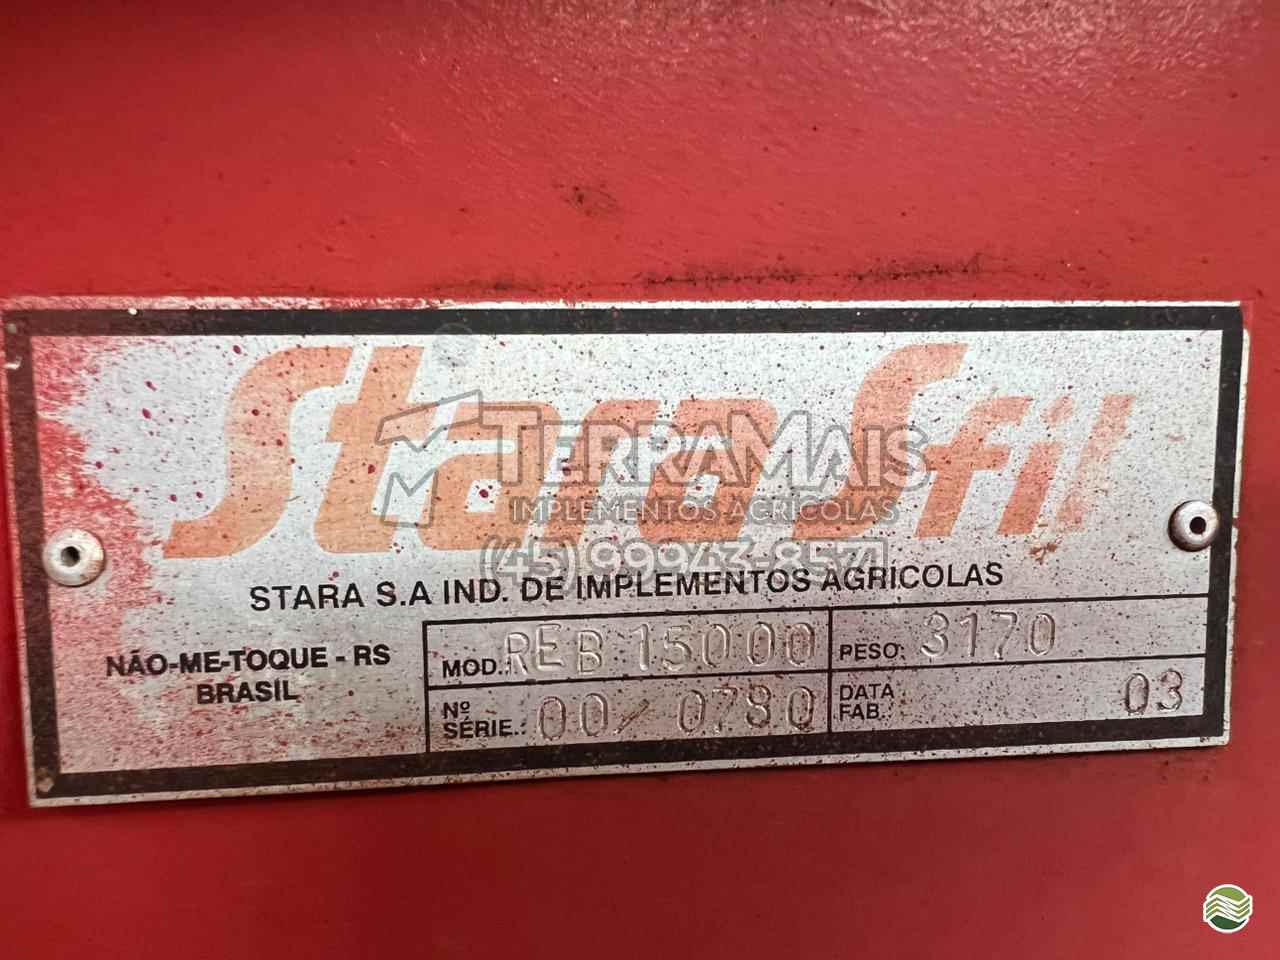 Stara Sfil
TERRAMAIS
IMPLEMENTOS AGRÍCOLAS
(45) 99943-8571
STARA S.A IND. DE IMPLEMENTOS AGRÍCOLAS
NÃO-ME-TOQUE - RS
BRASIL
MOD.: REB 15000
PESO: 3170
Nº
SÉRIE.: 00/0780
DATA
FAB.: 03